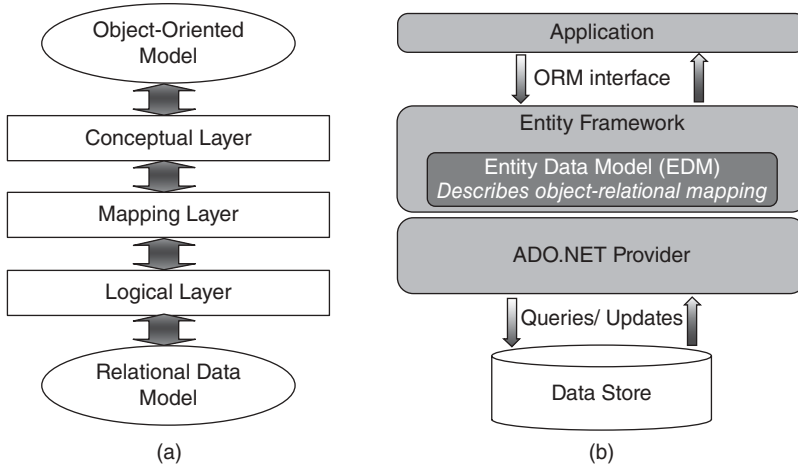 Object-Oriented
Model
Conceptual Layer
Mapping Layer
Logical Layer
Relational Data
Model
(a)
Application
ORM interface
Entity Framework
Entity Data Model (EDM)
Describes object-relational mapping
ADO.NET Provider
Queries/ Updates
Data Store
(b)